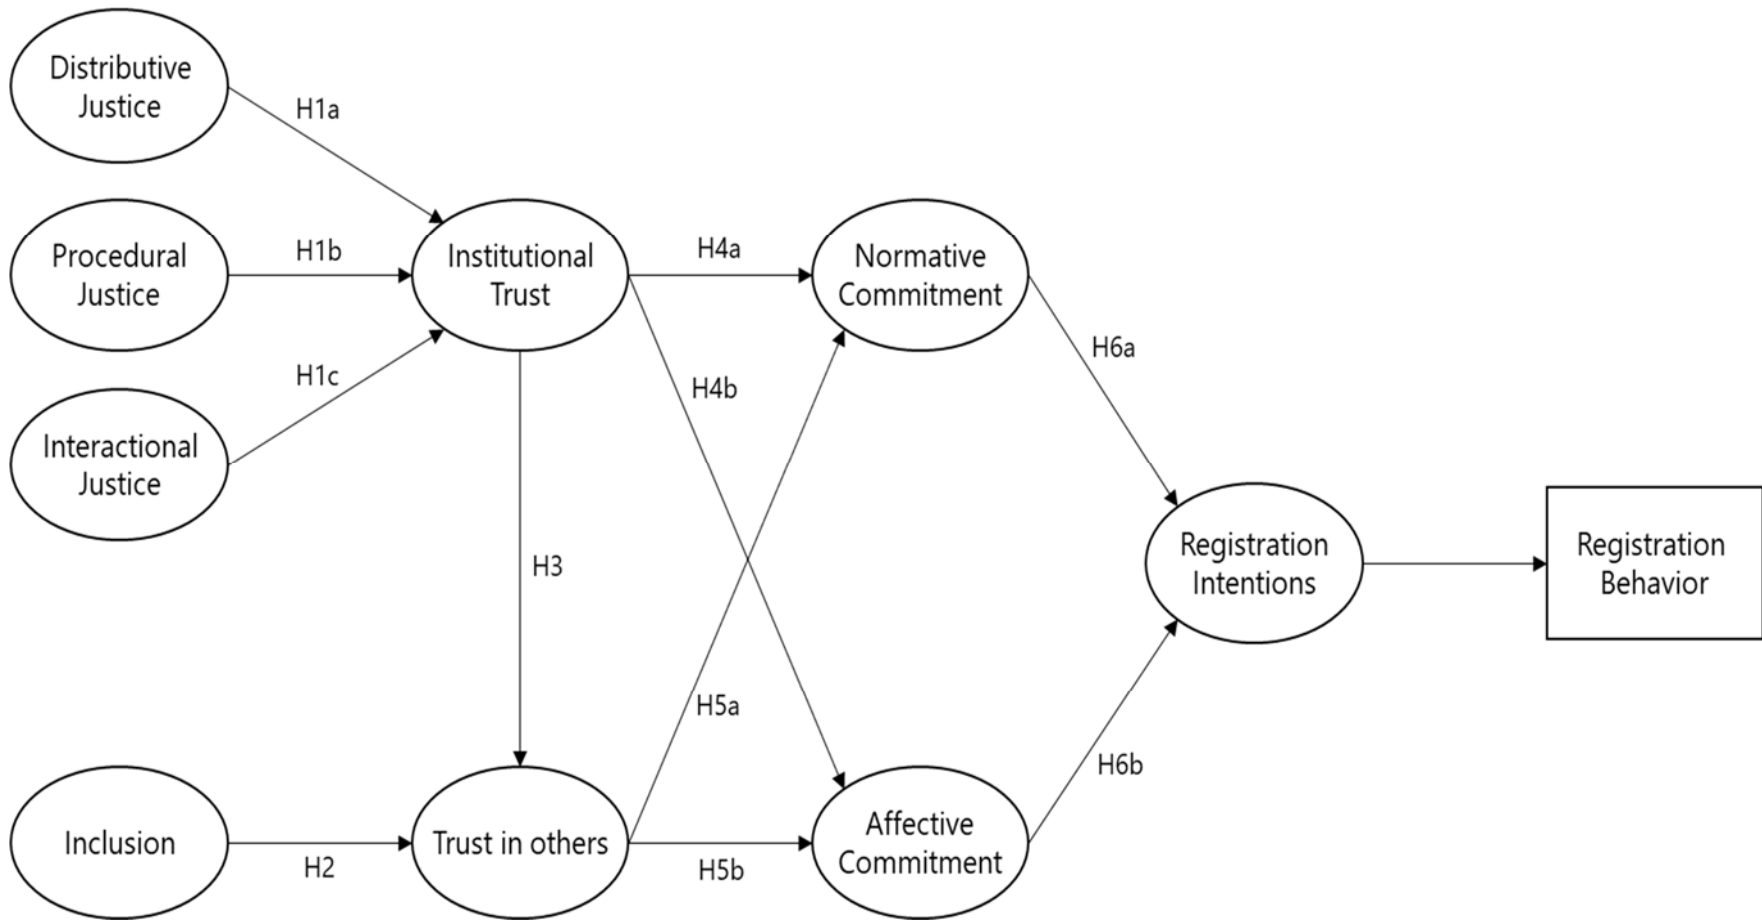 Distributive
Justice
H1a
Procedural
Justice
H1b
Institutional
Trust
H4a
Normative
Commitment
H1c
H4b
H6a
Interactional
Justice
H3
Registration
Intentions
Registration
Behavior
H5a
H6b
Inclusion
H2
Trust in others
H5b
Affective
Commitment